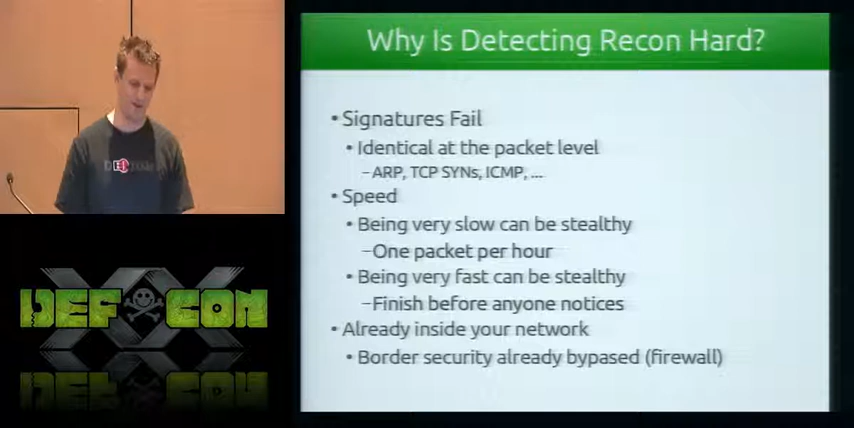 Why Is Detecting Recon Hard?
• Signatures Fail
• Identical at the packet level
–ARP, TCP SYNs, ICMP, ...
• Speed
• Being very slow can be stealthy
–One packet per hour
• Being very fast can be stealthy
–Finish before anyone notices
• Already inside your network
• Border security already bypased (firewall)
XX
DEF CON